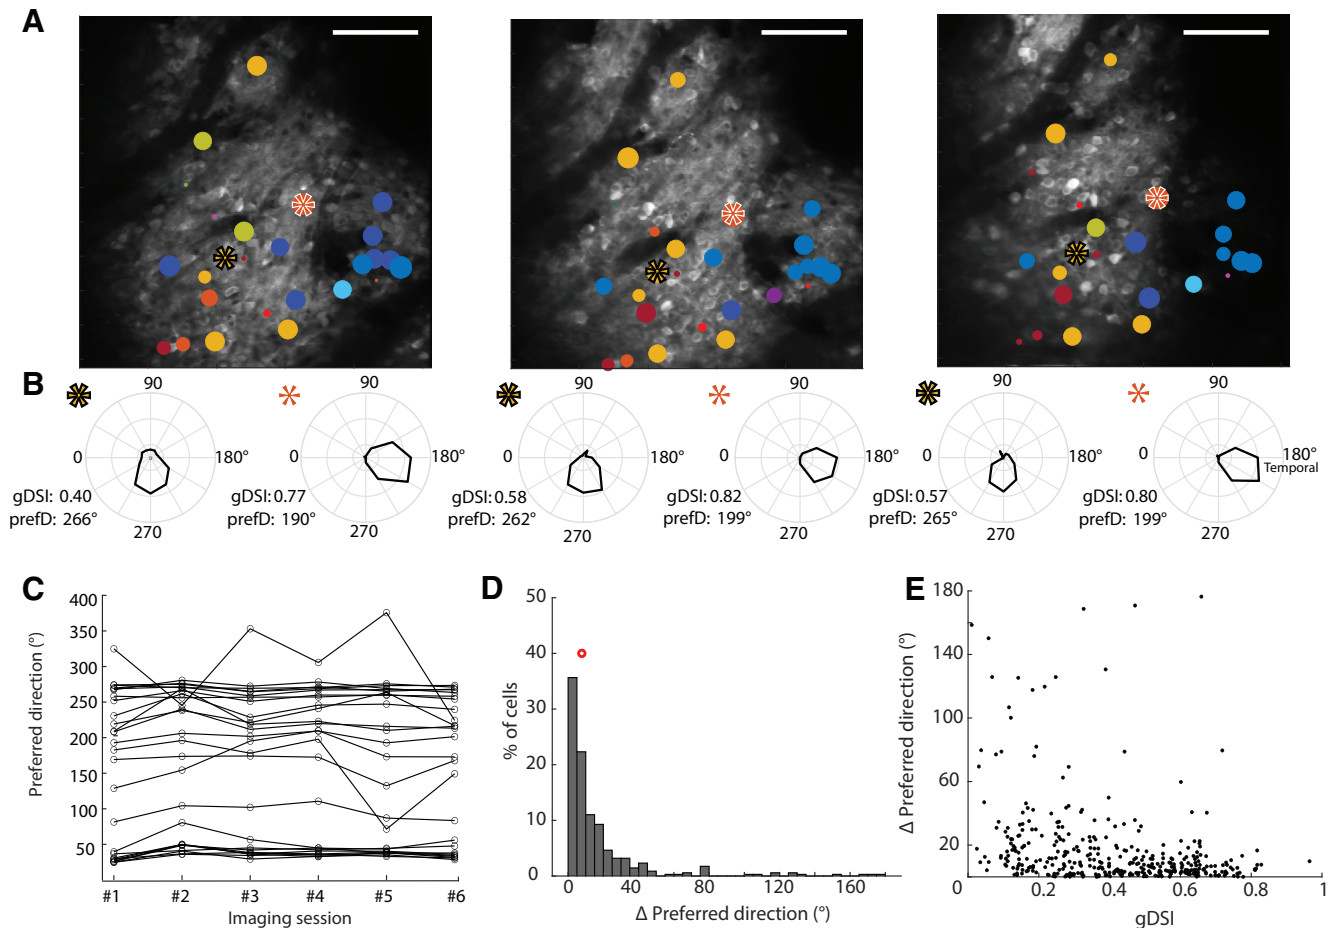 A
B
90
90
90
90
90
90
0
180°
0
180°
0
180°
0
180°
0
180°
0
180°
Temporal
gDSI: 0.40
prefD: 266°
gDSI: 0.77
prefD: 190°
gDSI: 0.58
prefD: 262°
gDSI: 0.82
prefD: 199°
gDSI: 0.57
prefD: 265°
gDSI: 0.80
prefD: 199°
270
270
270
270
270
270
C
Preferred direction (°)
400
350
300
250
200
150
100
50
#1
#2
#3
#4
#5
#6
Imaging session
D
% of cells
50
40
30
20
10
0
0
40
80
120
160
Δ Preferred direction (°)
E
Δ Preferred direction (°)
180
140
100
60
20
0
0.2
0.4
0.6
0.8
1
gDSI